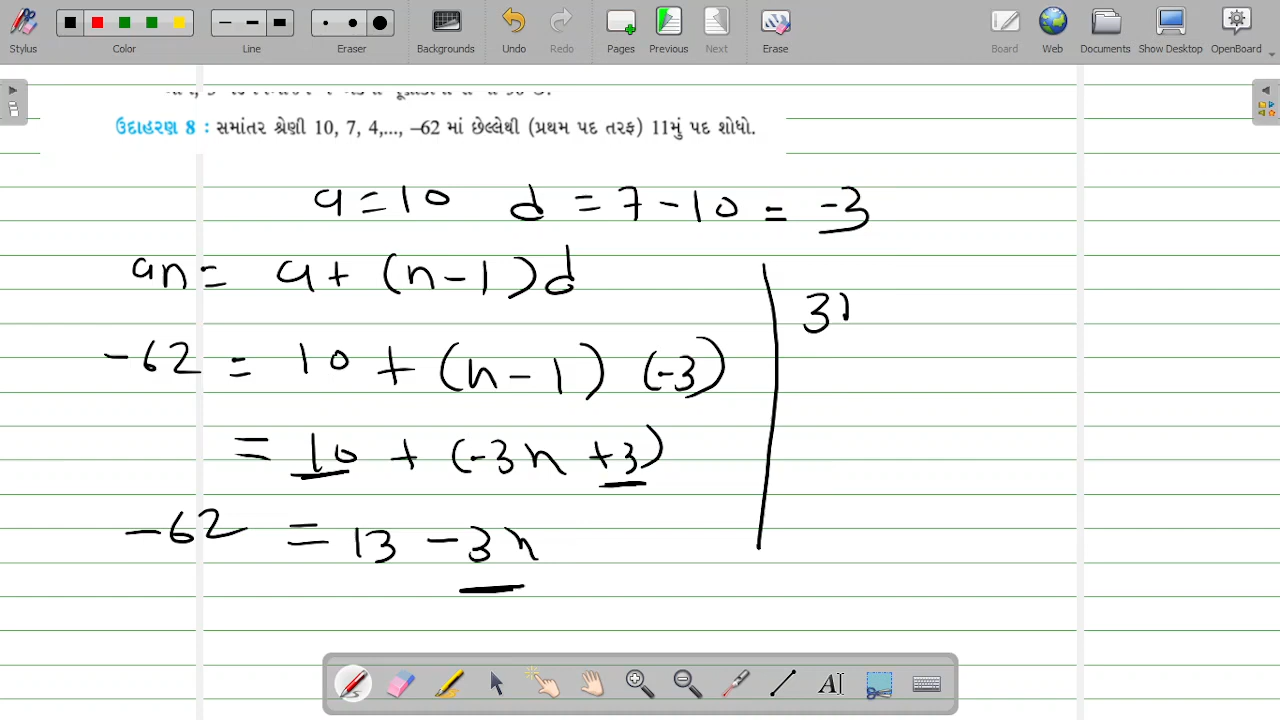 Stylus
Color
Line
Eraser
Backgrounds
Undo
Redo
Pages
Previous
Next
Erase
Board
Web
Documents
Show Desktop
OpenBoard
ઉદાહરણ 8 : સમાંતર શ્રેણી 10, 7, 4,..., –62 માં છેલ્લેથી (પ્રથમ પદ તરફ) 11મું પદ શોધો.
a = 10 d = 7 - 10 = -3
an = a + (n - 1) d
-62 = 10 + (n - 1) (-3)
= 10 + (-3n + 3)
-62 = 13 - 3n
3